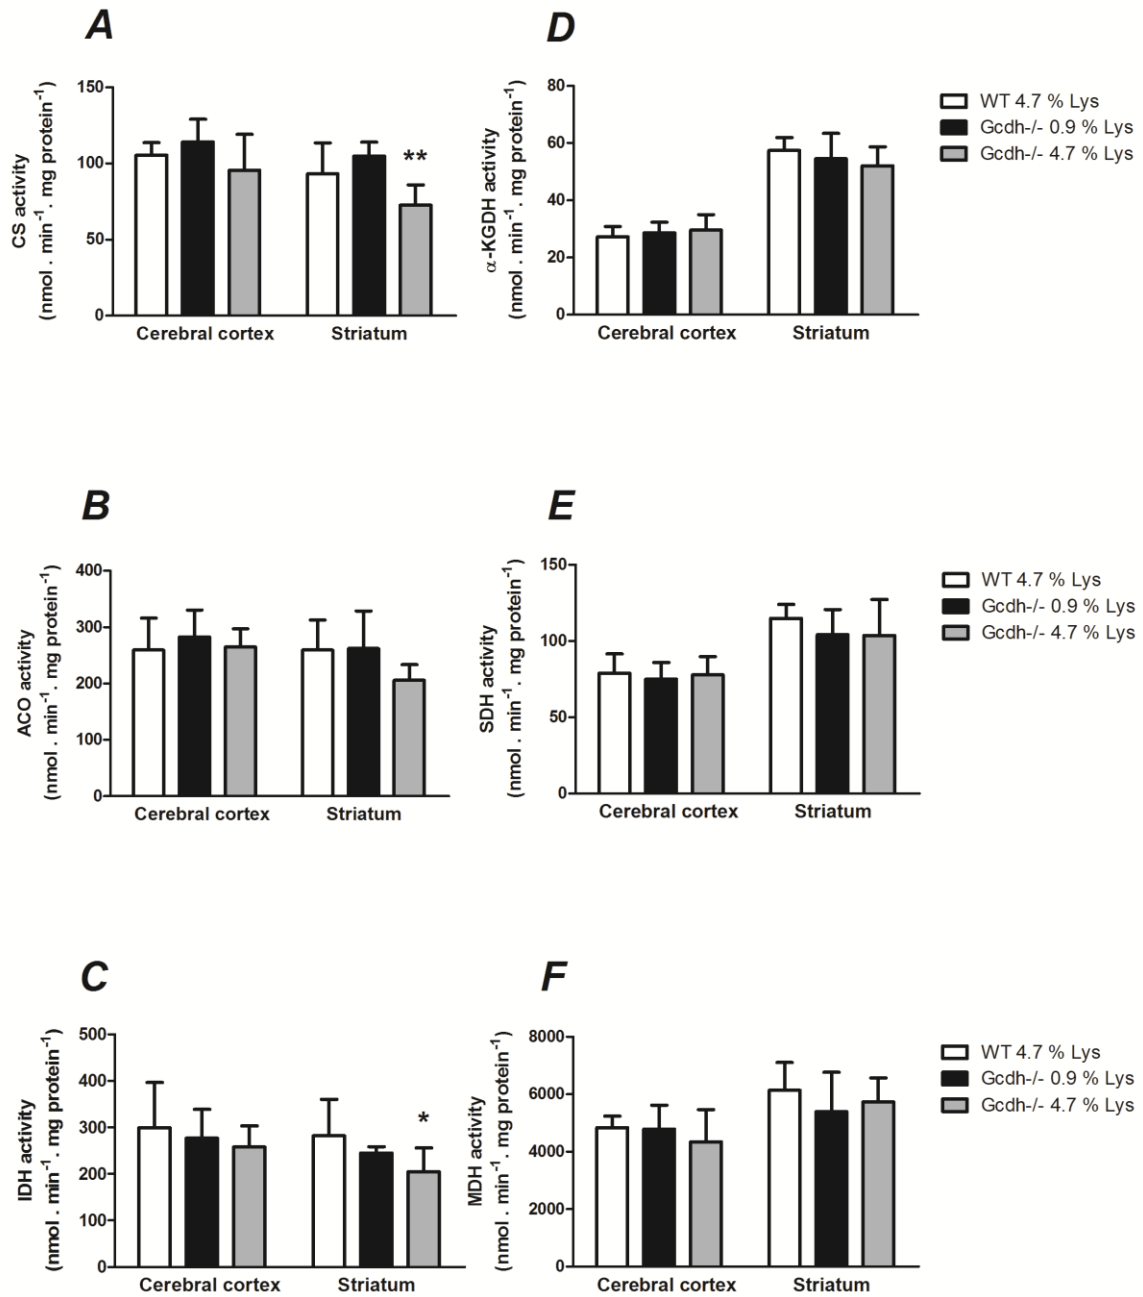 A
CS activity
(nmol . min⁻¹. mg protein⁻¹)
150
100
50
0
**
Cerebral cortex
Striatum
D
α-KGDH activity
(nmol . min⁻¹. mg protein⁻¹)
80
60
40
20
0
Cerebral cortex
Striatum
WT 4.7 % Lys
Gcdh-/- 0.9 % Lys
Gcdh-/- 4.7 % Lys
B
ACO activity
(nmol . min⁻¹. mg protein⁻¹)
400
300
200
100
0
Cerebral cortex
Striatum
E
SDH activity
(nmol . min⁻¹. mg protein⁻¹)
150
100
50
0
Cerebral cortex
Striatum
WT 4.7 % Lys
Gcdh-/- 0.9 % Lys
Gcdh-/- 4.7 % Lys
C
IDH activity
(nmol . min⁻¹. mg protein⁻¹)
500
400
300
200
100
0
*
Cerebral cortex
Striatum
F
MDH activity
(nmol . min⁻¹. mg protein⁻¹)
8000
6000
4000
2000
0
Cerebral cortex
Striatum
WT 4.7 % Lys
Gcdh-/- 0.9 % Lys
Gcdh-/- 4.7 % Lys